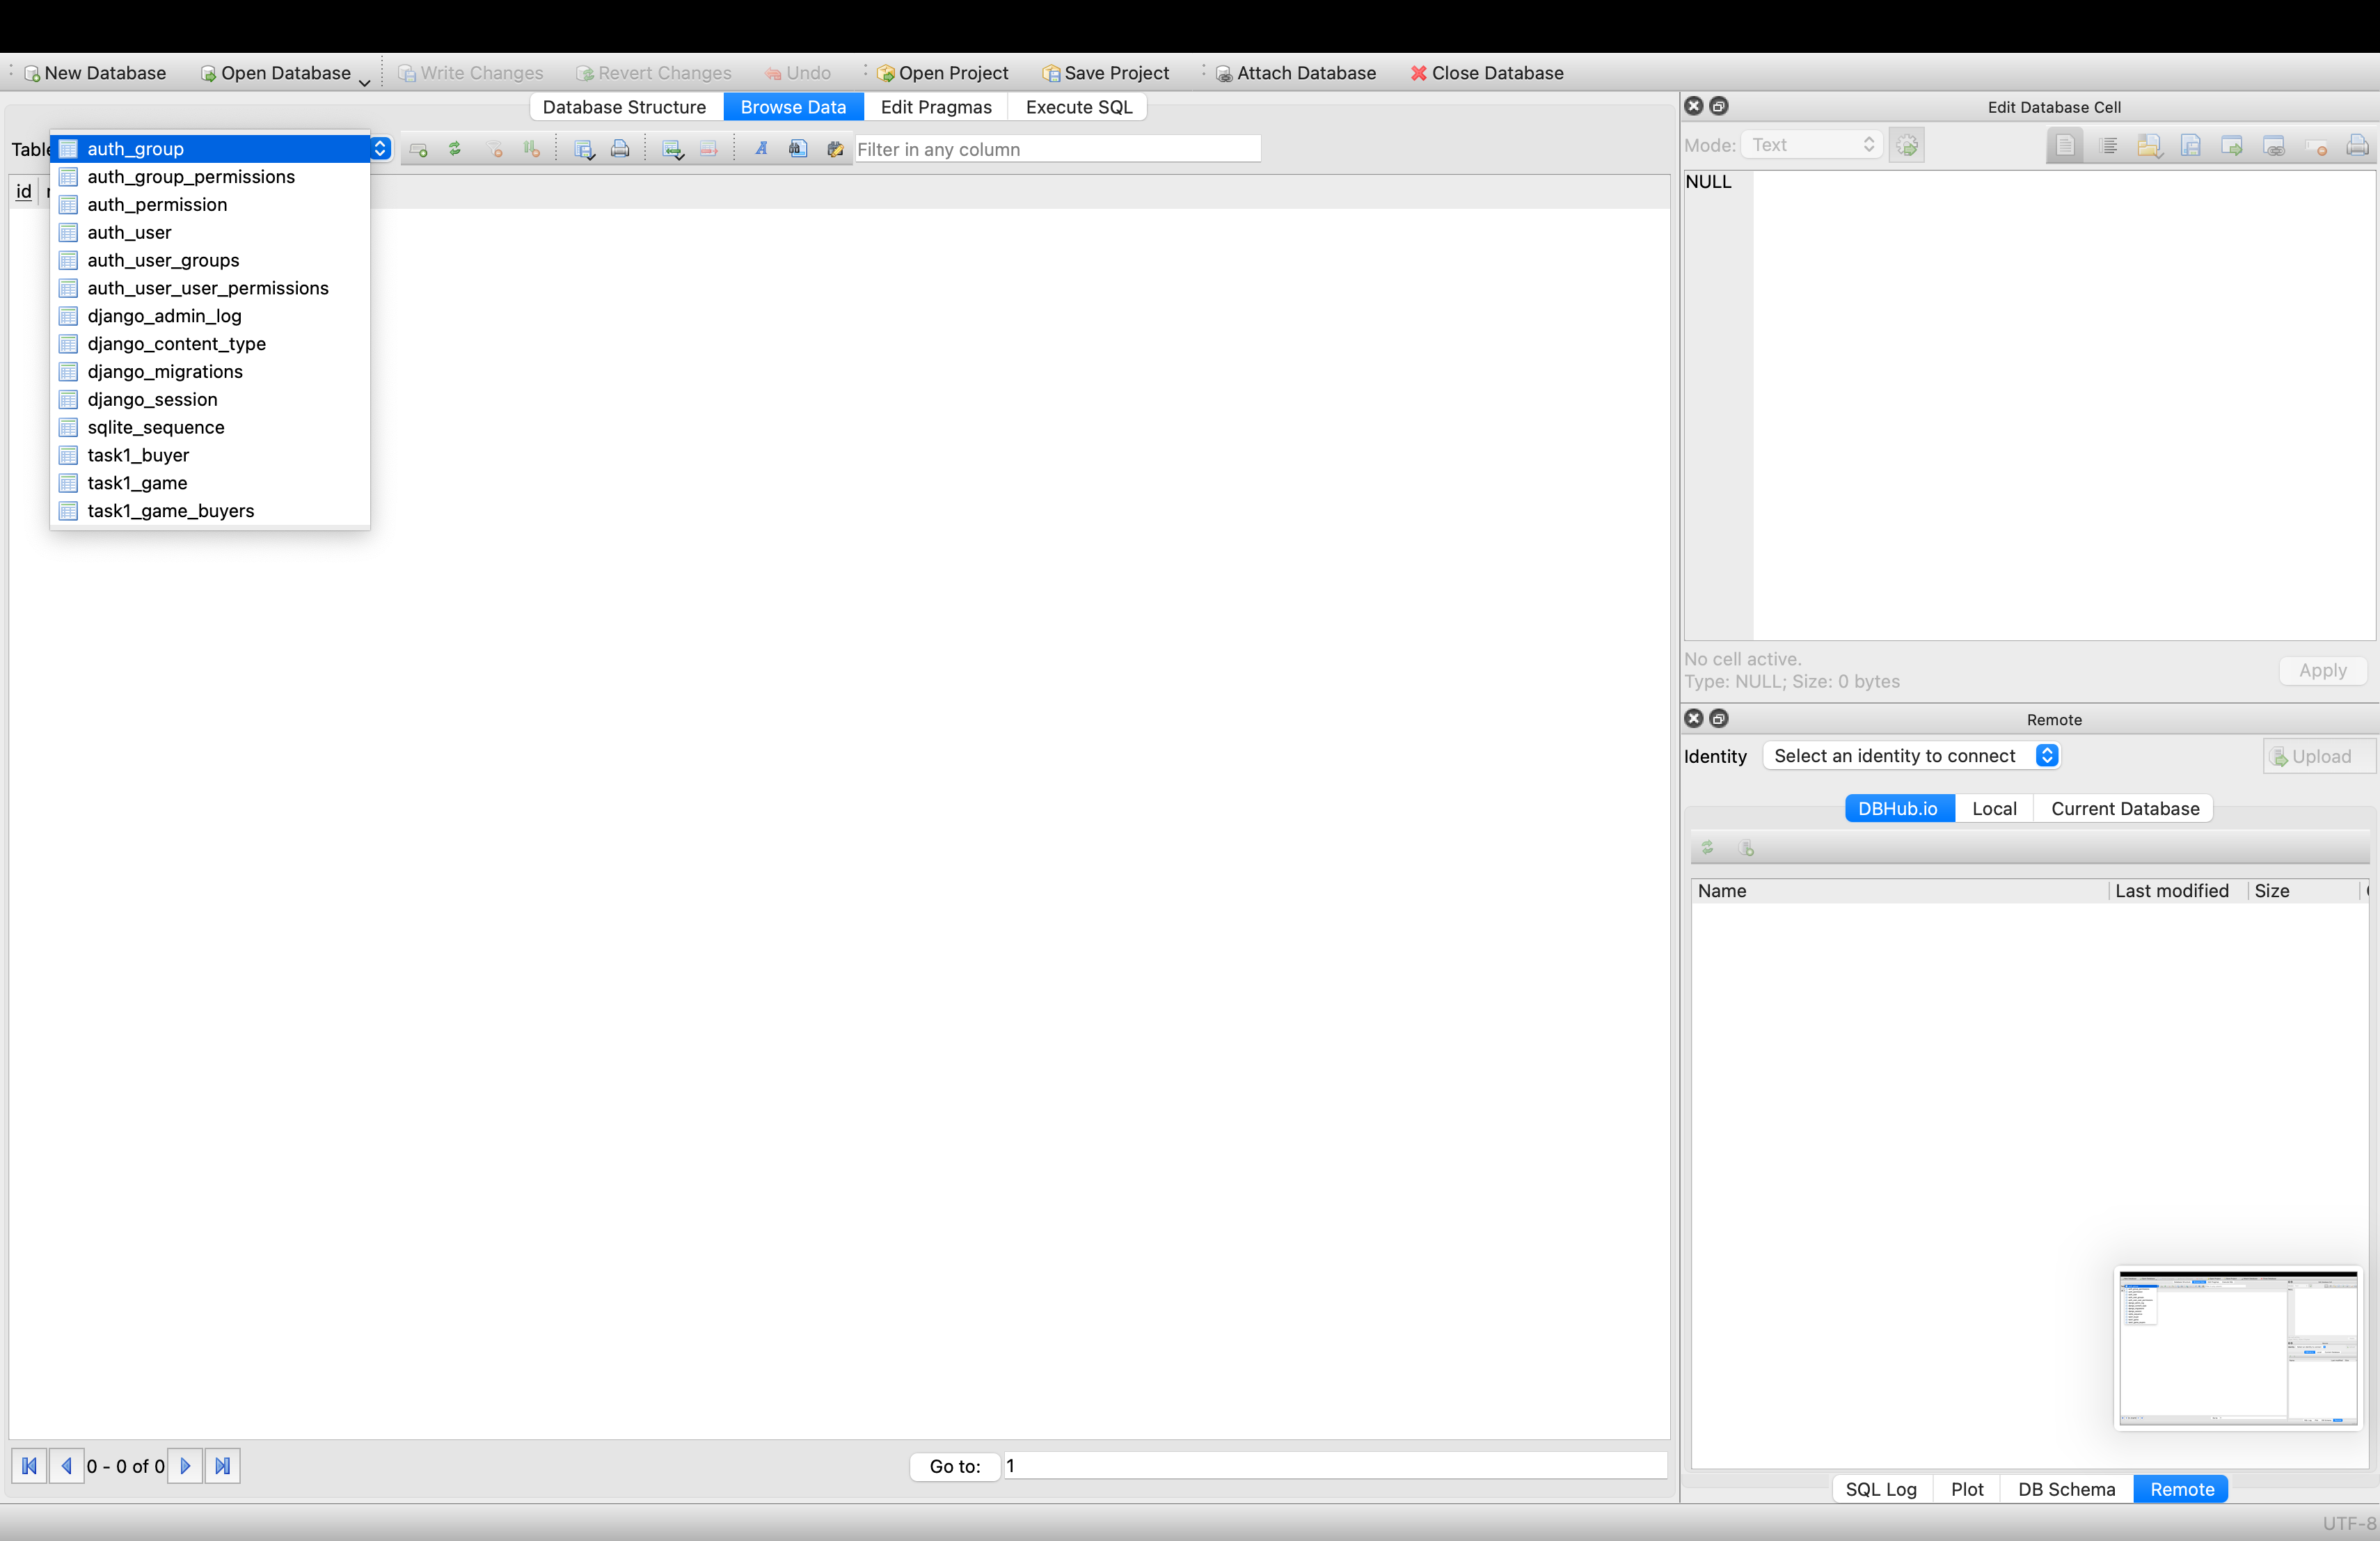 New Database Open Database Write Changes Revert Changes Undo Open Project Save Project Attach Database Close Database
Database Structure Browse Data Edit Pragmas Execute SQL
Filter in any column
id
auth_group
auth_group_permissions
auth_permission
auth_user
auth_user_groups
auth_user_user_permissions
django_admin_log
django_content_type
django_migrations
django_session
sqlite_sequence
task1_buyer
task1_game
task1_game_buyers
0 - 0 of 0
Go to: 1
Edit Database Cell
Mode: Text
NULL
No cell active.
Type: NULL; Size: 0 bytes
Apply
Remote
Identity Select an identity to connect Upload
DBHub.io Local Current Database
Name Last modified Size
SQL Log Plot DB Schema Remote
UTF-8